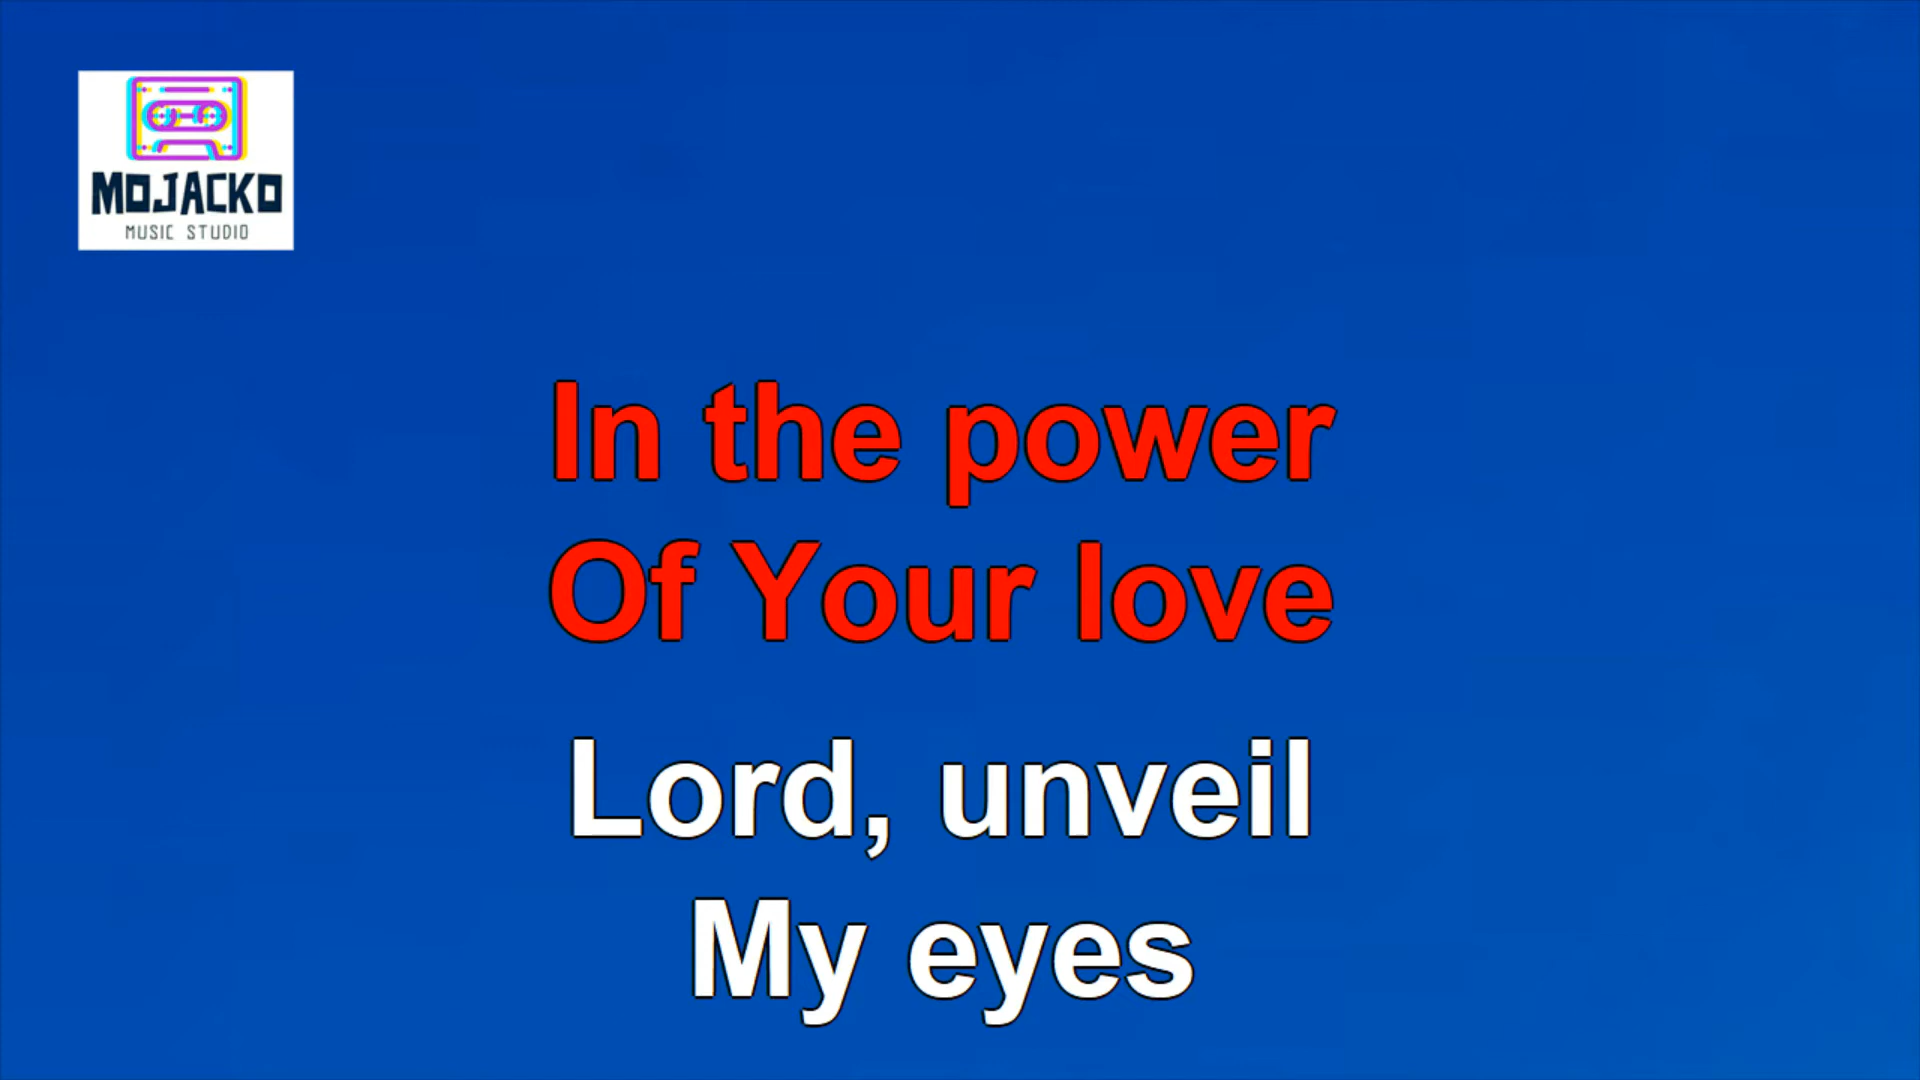 MOJACKO
MUSIC STUDIO
In the power
Of Your love
Lord, unveil
My eyes